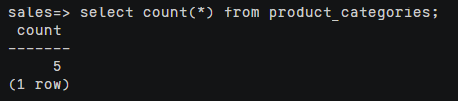 sales=> select count(*) from product_categories;
count
-------
5
(1 row)